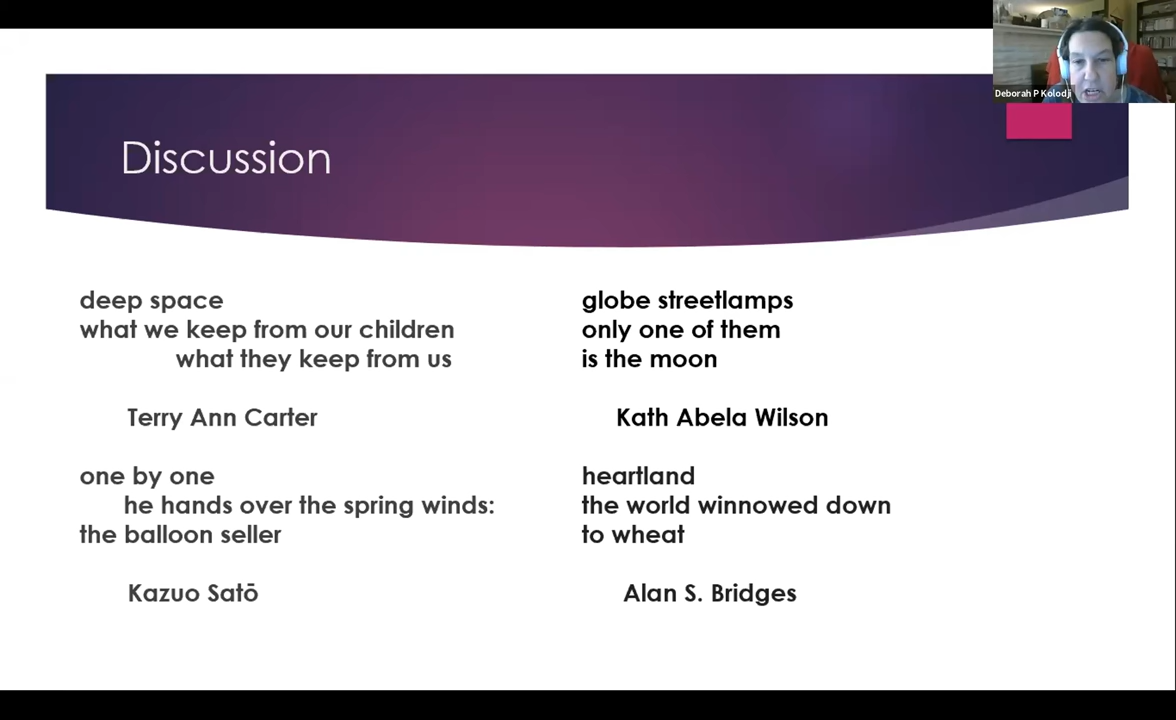 Deborah P Kolodji
Discussion
deep space
what we keep from our children
what they keep from us
Terry Ann Carter
one by one
he hands over the spring winds:
the balloon seller
Kazuo Satō
globe streetlamps
only one of them
is the moon
Kath Abela Wilson
heartland
the world winnowed down
to wheat
Alan S. Bridges